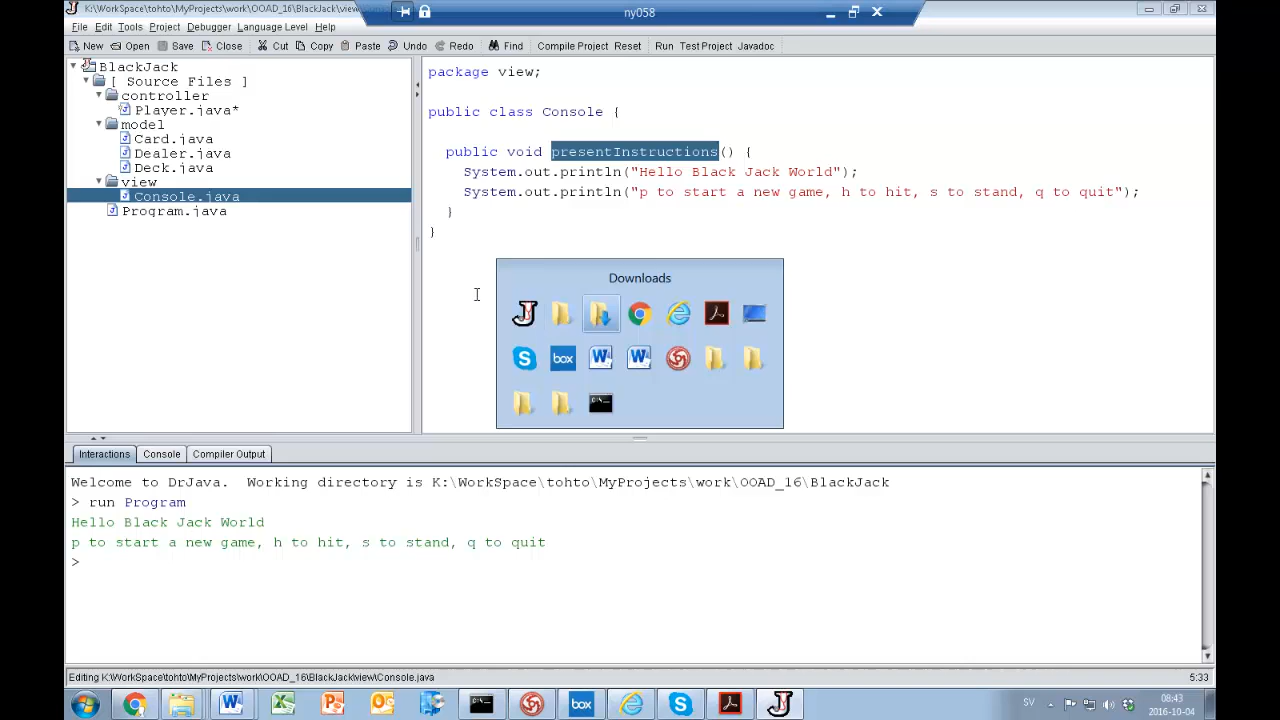 K:\WorkSpace\tohto\MyProjects\work\OOAD_16\BlackJack\view\
ny058
File Edit Tools Project Debugger Language Level Help
New Open Save Close Cut Copy Paste Undo Redo Find Compile Project Reset Run Test Project Javadoc
BlackJack
[ Source Files ]
controller
Player.java*
model
Card.java
Dealer.java
Deck.java
view
Console.java
Program.java
package view;
public class Console {
public void presentInstructions() {
System.out.println("Hello Black Jack World");
System.out.println("p to start a new game, h to hit, s to stand, q to quit");
}
}
Downloads
box
Interactions Console Compiler Output
Welcome to DrJava. Working directory is K:\WorkSpace\tohto\MyProjects\work\OOAD_16\BlackJack
> run Program
Hello Black Jack World
p to start a new game, h to hit, s to stand, q to quit
>
Editing K:\WorkSpace\tohto\MyProjects\work\OOAD_16\BlackJack\view\Console.java
5:33
box
SV
08:43
2016-10-04